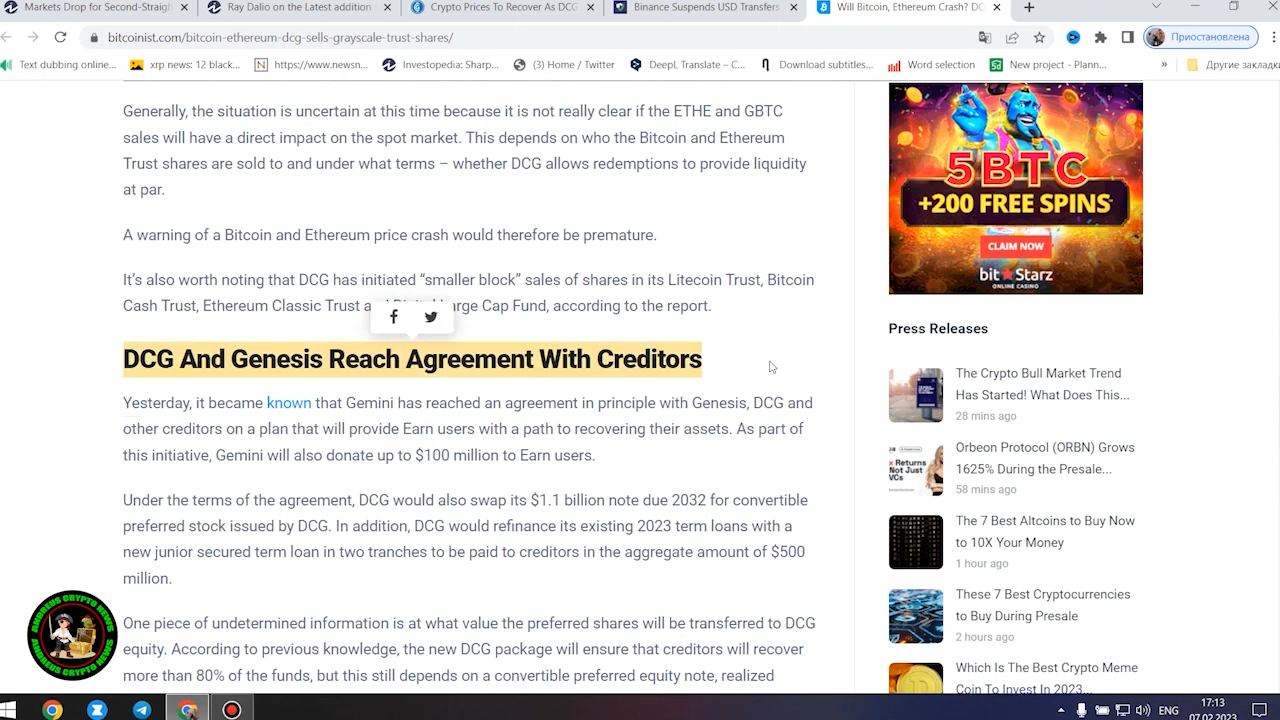 Markets Drop for Second-Straigh
Ray Dalio on the Latest addition
Crypto Prices To Recover As DCG
Binance Suspends USD Transfers
Will Bitcoin, Ethereum Crash? DC
bitcoinist.com/bitcoin-ethereum-dcg-sells-grayscale-trust-shares/
Приостановлена
Text dubbing online...
xrp news: 12 black...
https://www.newsn...
Investopedia: Sharp...
(3) Home / Twitter
DeepL Translate – C...
Download subtitles...
Word selection
New project - Plann...
»
Другие закладки
Generally, the situation is uncertain at this time because it is not really clear if the ETHE and GBTC
sales will have a direct impact on the spot market. This depends on who the Bitcoin and Ethereum
Trust shares are sold to and under what terms – whether DCG allows redemptions to provide liquidity
at par.
A warning of a Bitcoin and Ethereum price crash would therefore be premature.
It's also worth noting that DCG has initiated “smaller block” sales of shares in its Litecoin Trust, Bitcoin
Cash Trust, Ethereum Classic Trust a Large Cap Fund, according to the report.
DCG And Genesis Reach Agreement With Creditors
Yesterday, it became known that Gemini has reached an agreement in principle with Genesis, DCG and
other creditors on a plan that will provide Earn users with a path to recovering their assets. As part of
this initiative, Gemini will also donate up to $100 million to Earn users.
Under the terms of the agreement, DCG would also swap its $1.1 billion note due 2032 for convertible
preferred stock issued by DCG. In addition, DCG would refinance its existing 2023 term loans with a
new junior secured term loan in two tranches to be paid to creditors in the aggregate amount of $500
million.
One piece of undetermined information is at what value the preferred shares will be transferred to DCG
equity. According to previous knowledge, the new DCG package will ensure that creditors will recover
more than 80% of the funds, but this still depends on a convertible preferred equity note, realized
5BTC
+200 FREE SPINS
CLAIM NOW
bit★Starz
ONLINE CASINO
Press Releases
The Crypto Bull Market Trend
Has Started! What Does This...
28 mins ago
Orbeon Protocol (ORBN) Grows
1625% During the Presale...
58 mins ago
Returns
Not Just
VCs
The 7 Best Altcoins to Buy Now
to 10X Your Money
1 hour ago
These 7 Best Cryptocurrencies
to Buy During Presale
2 hours ago
Which Is The Best Crypto Meme
Coin To Invest In 2023...
ANDREUS CRYPTO NEWS
ANDREUS CRYPTO NEWS
ENG
17:13
07.02.2023